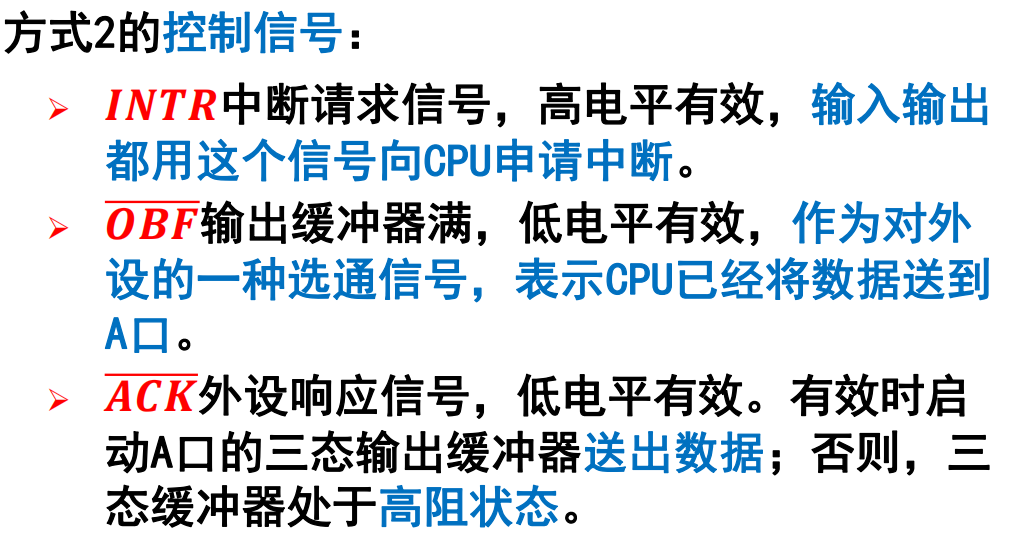 方式2的控制信号：
➢ INTR中断请求信号，高电平有效，输入输出
都用这个信号向CPU申请中断。
➢ O̅B̅F̅输出缓冲器满，低电平有效，作为对外
设的一种选通信号，表示CPU已经将数据送到
A口。
➢ A̅C̅K̅外设响应信号，低电平有效。有效时启
动A口的三态输出缓冲器送出数据；否则，三
态缓冲器处于高阻状态。